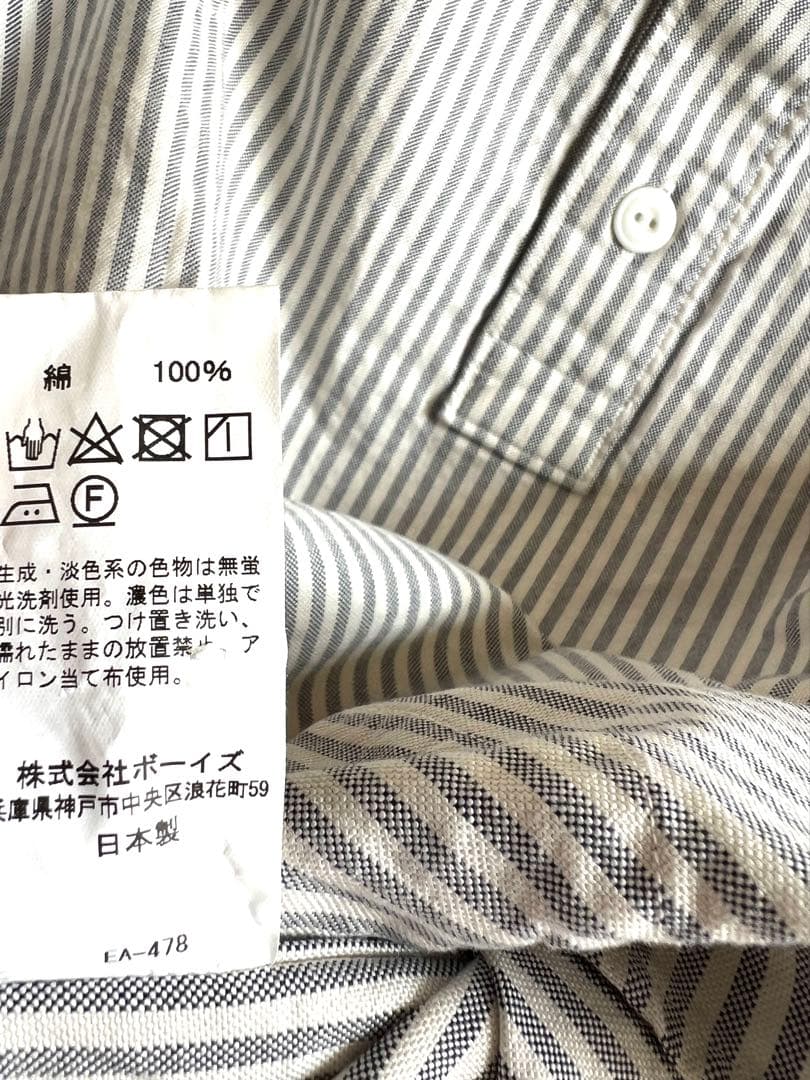 綿 100%
F
生成・淡色系の色物は無蛍
光洗剤使用。濃色は単独で
別に洗う。つけ置き洗い、
濡れたままの放置禁止。ア
イロン当て布使用。
株式会社ボーイズ
兵庫県神戸市中央区浪花町59
日本製
EA-478